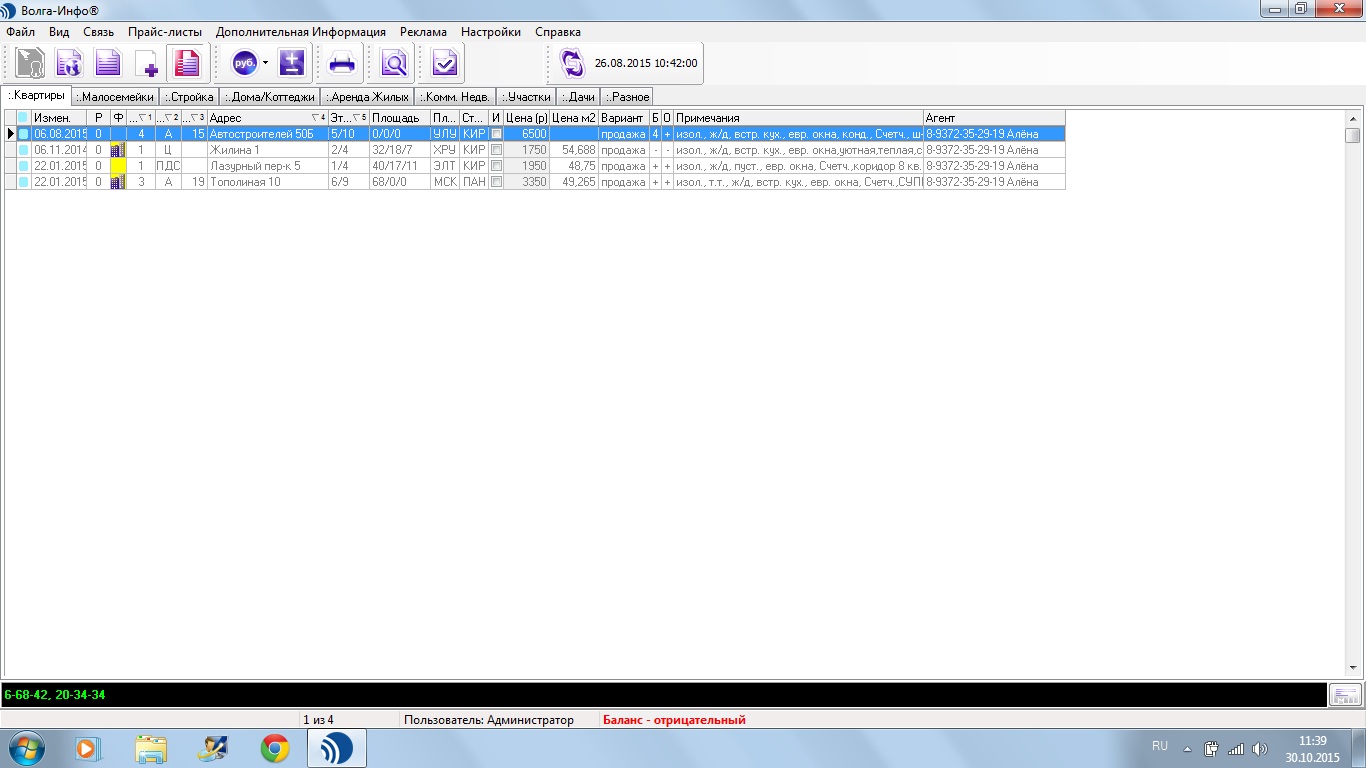 Волга-Инфо®
Файл Вид Связь Прайс-листы Дополнительная Информация Реклама Настройки Справка
руб. 26.08.2015 10:42:00
:.Квартиры :.Малосемейки :.Стройка :.Дома/Коттеджи :.Аренда Жилых :.Комм. Недв. :.Участки :.Дачи :.Разное
Измен. Р Ф ...1 ...2 ...3 Адрес 4 Эт...5 Площадь Пл... Ст... И Цена (р) Цена м2 Вариант Б О Примечания Агент
06.08.2015 0 4 А 15 Автостроителей 50Б 5/10 0/0/0 УЛУ КИР 6500 продажа 4 + изол., ж/д, встр. кух., евр. окна, конд., Счетч., ш 8-9372-35-29-19 Алёна
06.11.2014 0 1 Ц Жилина 1 2/4 32/18/7 ХРУ КИР 1750 54,688 продажа - - изол., ж/д, встр. кух., евр. окна,уютная,теплая,с 8-9372-35-29-19 Алёна
22.01.2015 0 1 ПДС Лазурный пер-к 5 1/4 40/17/11 ЭЛТ КИР 1950 48,75 продажа + + изол., ж/д, пуст., евр. окна, Счетч.,коридор 8 кв. 8-9372-35-29-19 Алёна
22.01.2015 0 3 А 19 Тополиная 10 6/9 68/0/0 МСК ПАН 3350 49,265 продажа + + изол., т.т., ж/д, встр. кух., евр. окна, Счетч.,СУП 8-9372-35-29-19 Алёна
6-68-42, 20-34-34
1 из 4 Пользователь: Администратор Баланс - отрицательный
RU 11:39
30.10.2015